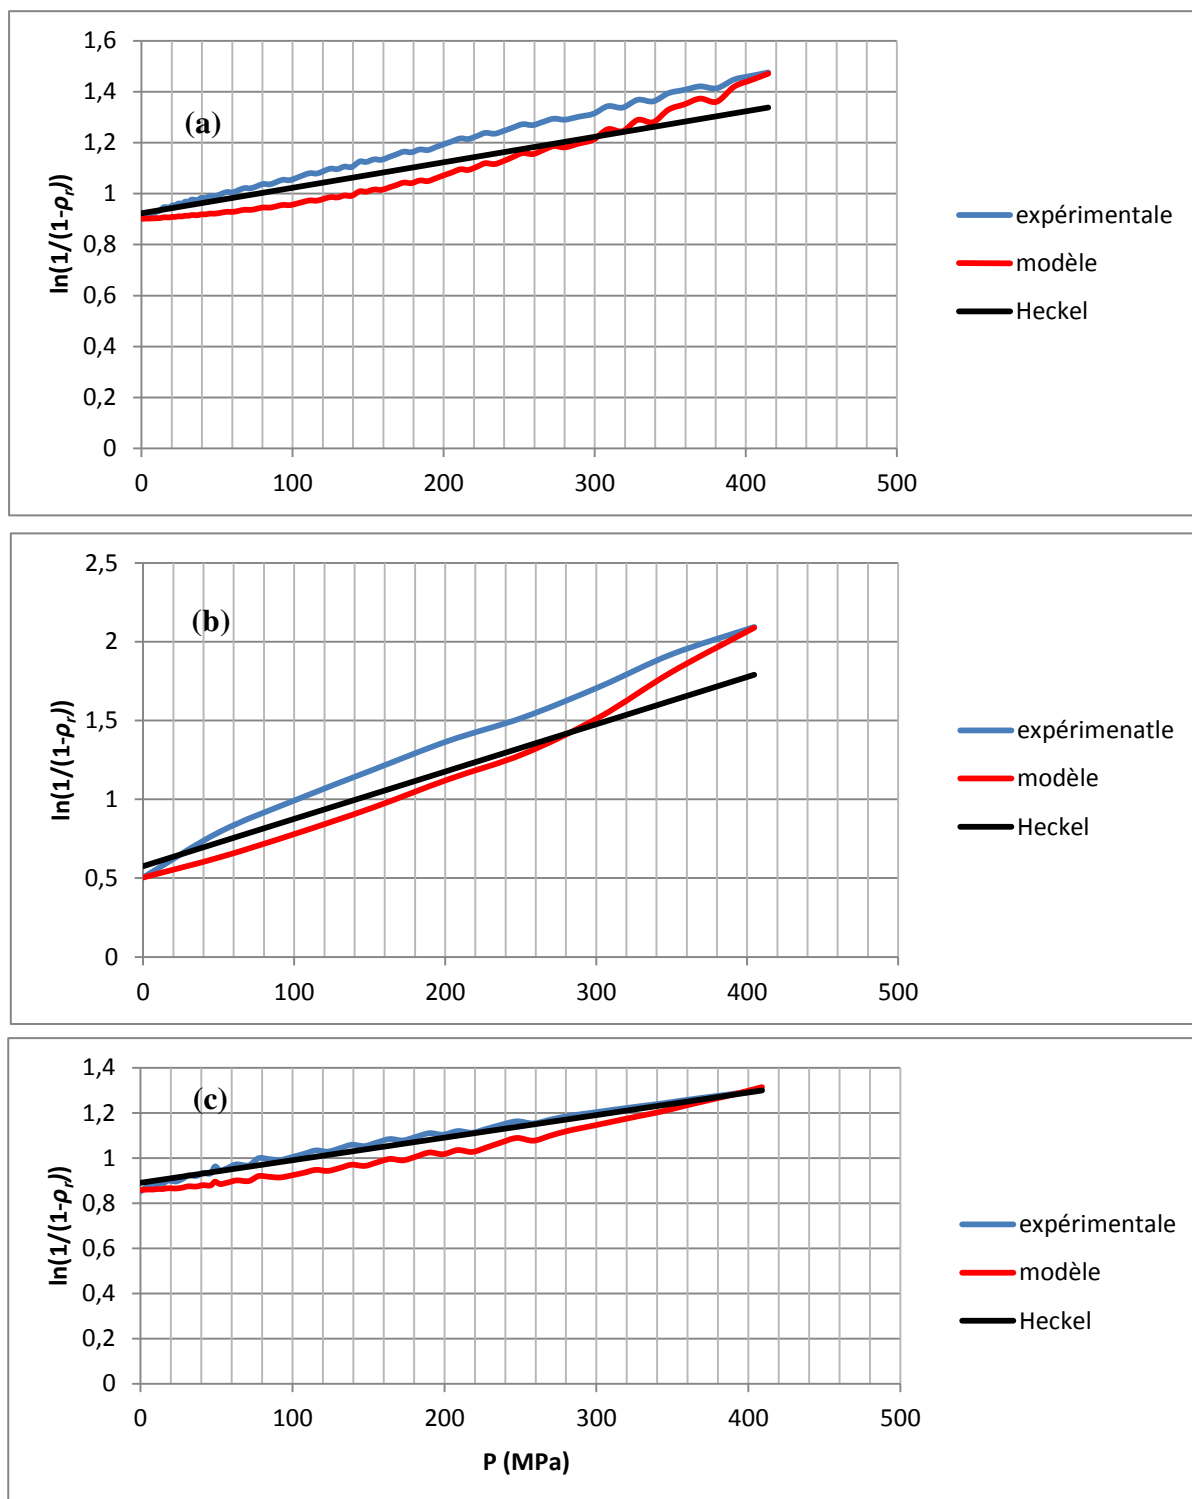 1,6
1,4
1,2
1
0,8
0,6
0,4
0,2
0
ln(1/(1-ρr))
(a)
0 100 200 300 400 500
expérimentale
modèle
Heckel
2,5
2
1,5
1
0,5
0
ln(1/(1-ρr))
(b)
0 100 200 300 400 500
expérimenatle
modèle
Heckel
1,4
1,2
1
0,8
0,6
0,4
0,2
0
ln(1/(1-ρr))
(c)
0 100 200 300 400 500
P (MPa)
expérimentale
modèle
Heckel